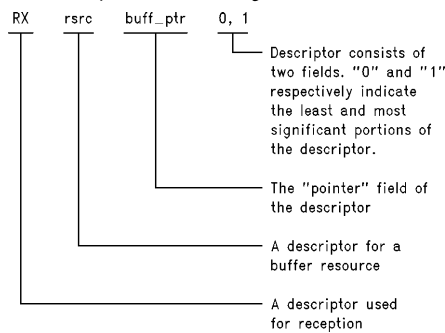 RX rsrc buff_ptr 0, 1
Descriptor consists of
two fields. "0" and "1"
respectively indicate
the least and most
significant portions of
the descriptor.
The "pointer" field of
the descriptor
A descriptor for a
buffer resource
A descriptor used
for reception